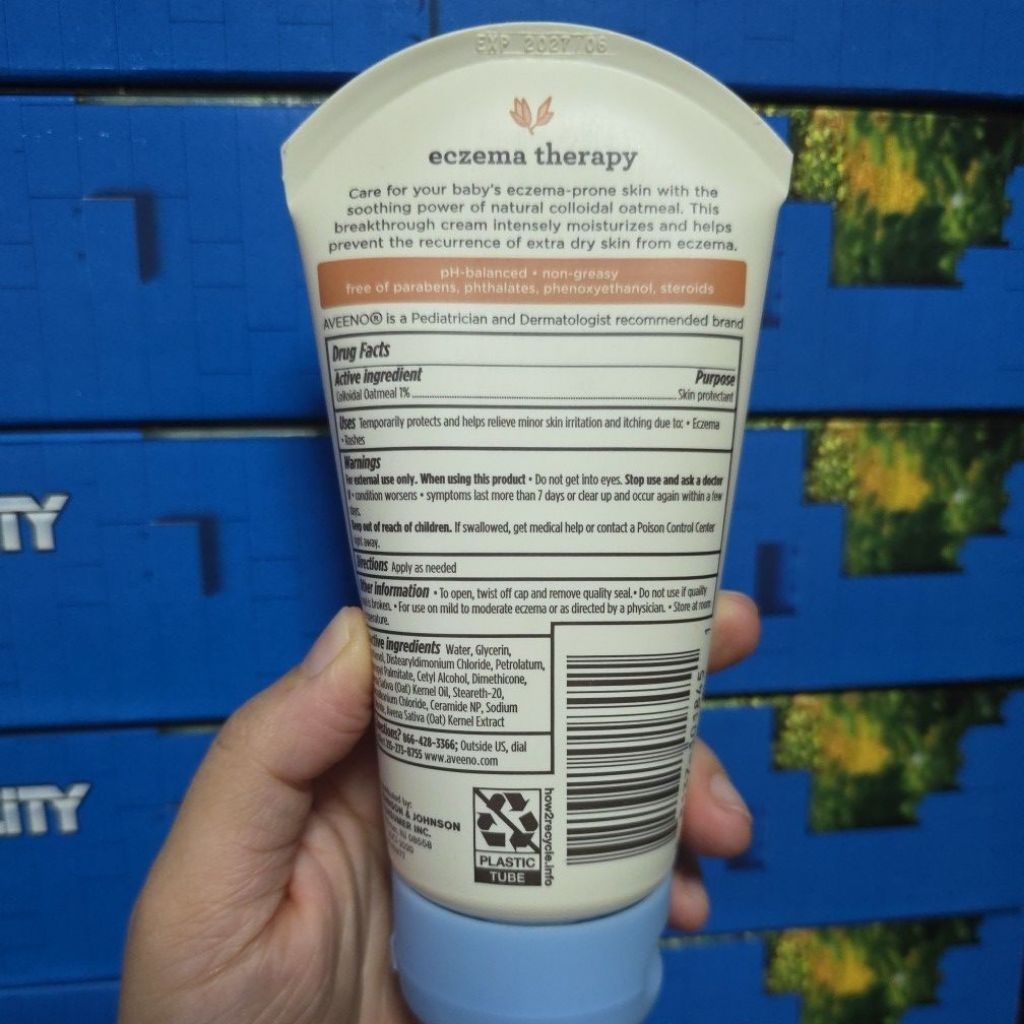 EXP 2027/06
eczema therapy
Care for your baby's eczema-prone skin with the
soothing power of natural colloidal oatmeal. This
breakthrough cream intensely moisturizes and helps
prevent the recurrence of extra dry skin from eczema.
pH-balanced • non-greasy
free of parabens, phthalates, phenoxyethanol, steroids
AVEENO® is a Pediatrician and Dermatologist recommended brand
Drug Facts
Active ingredient Purpose
Colloidal Oatmeal 1% Skin protectant
Uses Temporarily protects and helps relieve minor skin irritation and itching due to: • Eczema
• Rashes
Warnings
For external use only. When using this product • Do not get into eyes. Stop use and ask a doctor
if • condition worsens • symptoms last more than 7 days or clear up and occur again within a few
days.
Keep out of reach of children. If swallowed, get medical help or contact a Poison Control Center
right away.
Directions Apply as needed
Other information • To open, twist off cap and remove quality seal. • Do not use if quality
is broken. • For use on mild to moderate eczema or as directed by a physician. • Store at room
temperature.
ingredients Water, Glycerin,
Distearyldimonium Chloride, Petrolatum,
Palmitate, Cetyl Alcohol, Dimethicone,
Sativa (Oat) Kernel Oil, Steareth-20,
Chloride, Ceramide NP, Sodium
Avena Sativa (Oat) Kernel Extract
Questions? 866-428-3366; Outside US, dial
215-273-8755 www.aveeno.com
& JOHNSON
INC.
NJ 08558
PLASTIC
TUBE
how2recycle.info
TY
ITY